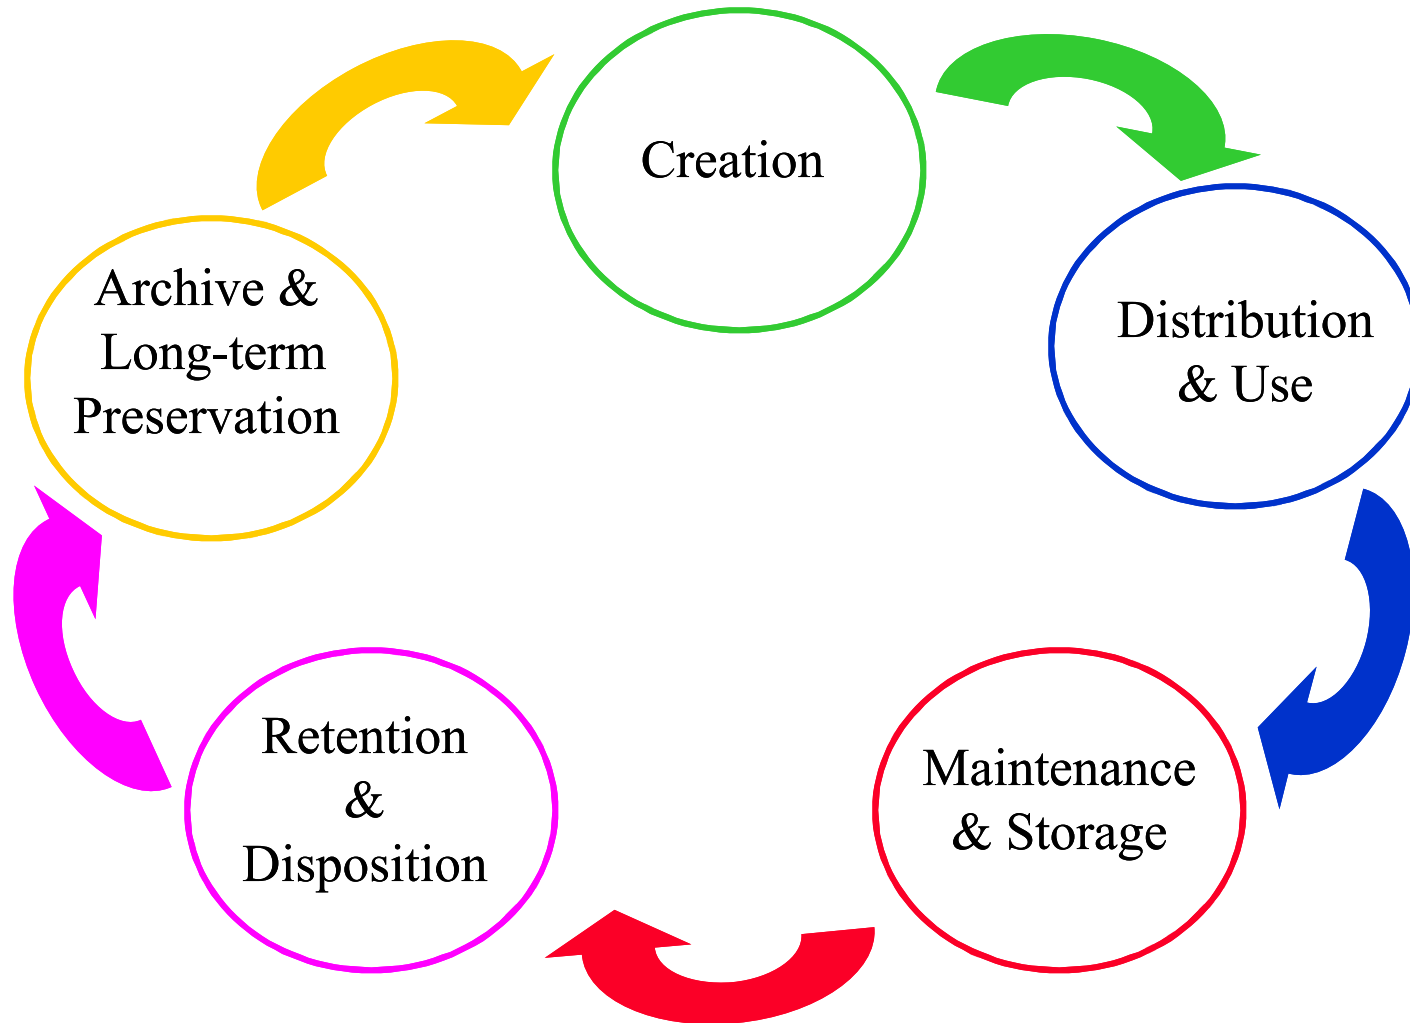 Creation
Distribution
& Use
Maintenance
& Storage
Retention
&
Disposition
Archive &
Long-term
Preservation